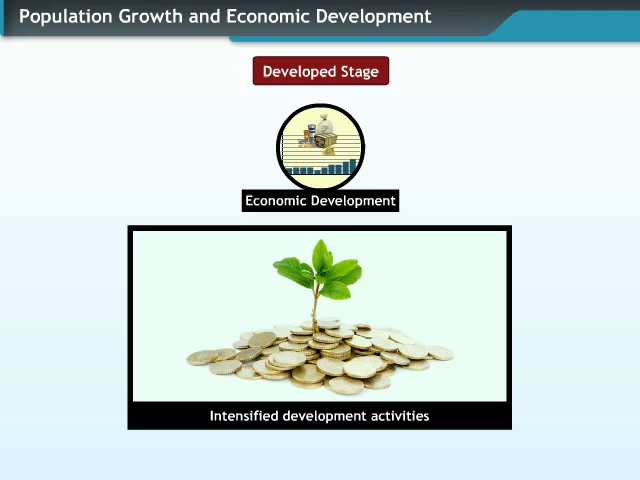 Population Growth and Economic Development
Developed Stage
Economic Development
Intensified development activities